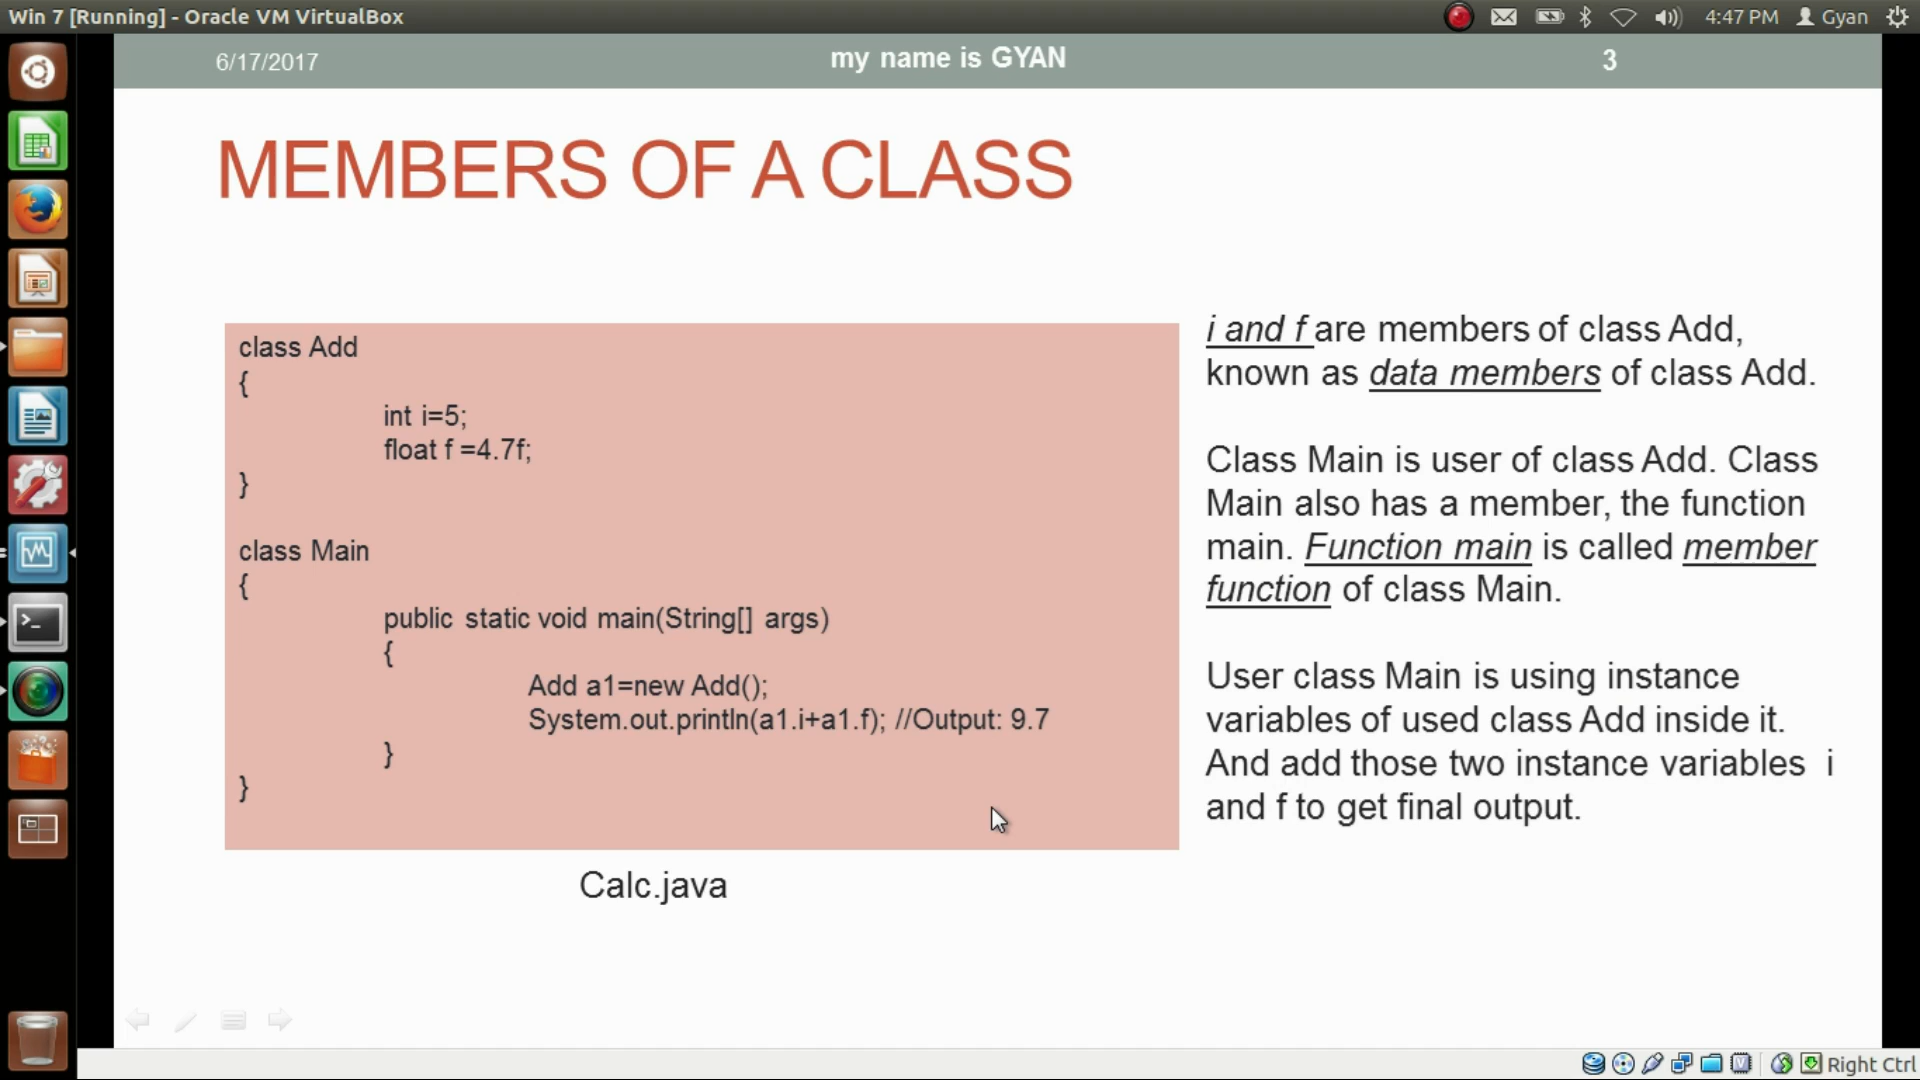 Win 7 [Running] - Oracle VM VirtualBox
4:47 PM
Gyan
6/17/2017
my name is GYAN
3
MEMBERS OF A CLASS
class Add
{
int i=5;
float f =4.7f;
}
class Main
{
public static void main(String[] args)
{
Add a1=new Add();
System.out.println(a1.i+a1.f); //Output: 9.7
}
}
Calc.java
i and f are members of class Add,
known as data members of class Add.
Class Main is user of class Add. Class
Main also has a member, the function
main. Function main is called member
function of class Main.
User class Main is using instance
variables of used class Add inside it.
And add those two instance variables i
and f to get final output.
Right Ctrl